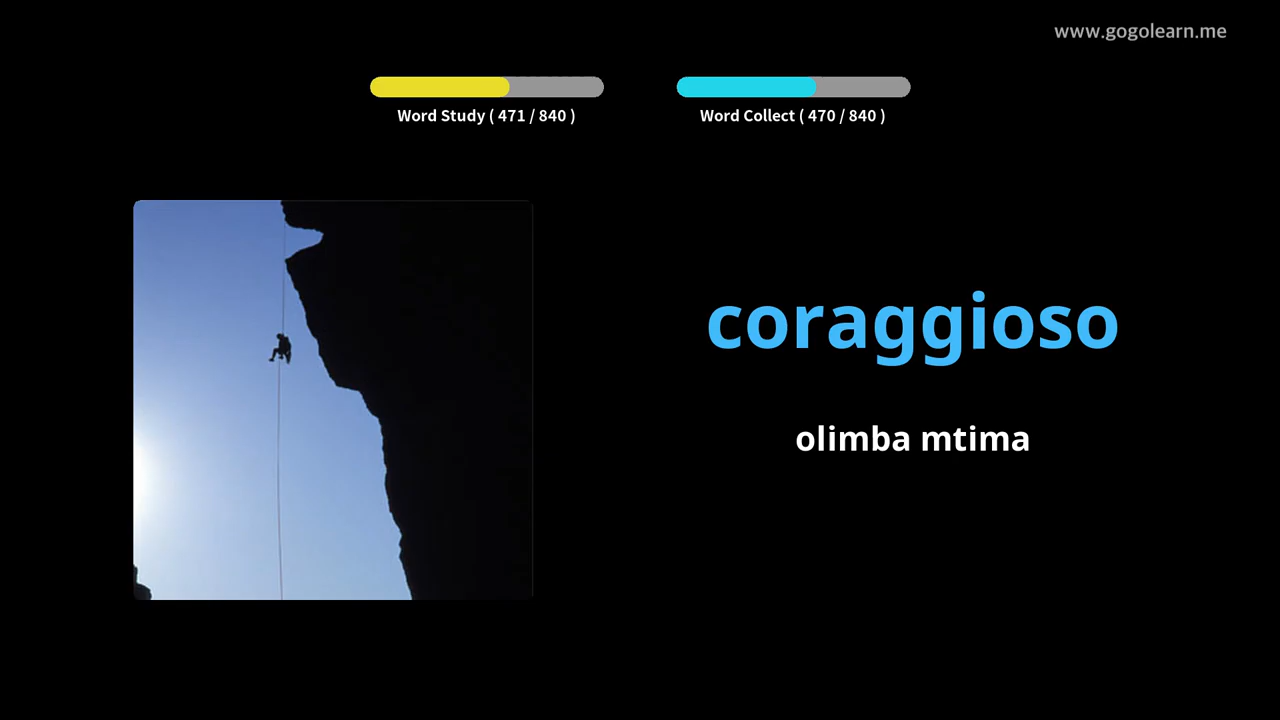 www.gogolearn.me
Word Study ( 471 / 840 )
Word Collect ( 470 / 840 )
coraggioso
olimba mtima